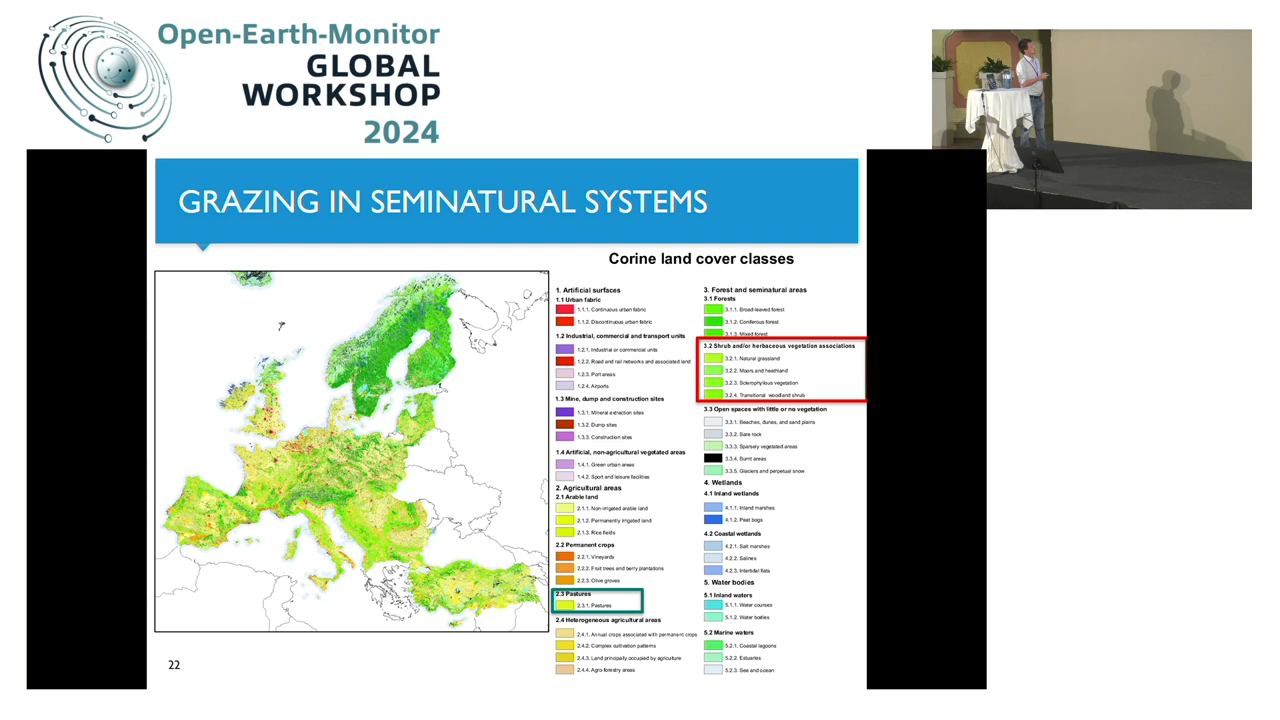 Open-Earth-Monitor
GLOBAL
WORKSHOP
2024
GRAZING IN SEMINATURAL SYSTEMS
Corine land cover classes
1. Artificial surfaces
1.1 Urban fabric
1.1.1. Continuous urban fabric
1.1.2. Discontinuous urban fabric
1.2 Industrial, commercial and transport units
1.2.1. Industrial or commercial units
1.2.2. Road and rail networks and associated land
1.2.3. Port areas
1.2.4. Airports
1.3 Mine, dump and construction sites
1.3.1. Mineral extraction sites
1.3.2. Dump sites
1.3.3. Construction sites
1.4 Artificial, non-agricultural vegetated areas
1.4.1. Green urban areas
1.4.2. Sport and leisure facilities
2. Agricultural areas
2.1 Arable land
2.1.1. Non-irrigated arable land
2.1.2. Permanently irrigated land
2.1.3. Rice fields
2.2 Permanent crops
2.2.1. Vineyards
2.2.2. Fruit trees and berry plantations
2.2.3. Olive groves
2.3 Pastures
2.3.1. Pastures
2.4 Heterogeneous agricultural areas
2.4.1. Annual crops associated with permanent crops
2.4.2. Complex cultivation patterns
2.4.3. Land principally occupied by agriculture
2.4.4. Agro-forestry areas
3. Forest and seminatural areas
3.1 Forests
3.1.1. Broad-leaved forest
3.1.2. Coniferous forest
3.1.3. Mixed forest
3.2 Shrub and/or herbaceous vegetation associations
3.2.1. Natural grassland
3.2.2. Moors and heathland
3.2.3. Sclerophyllous vegetation
3.2.4. Transitional woodland shrub
3.3 Open spaces with little or no vegetation
3.3.1. Beaches, dunes, and sand plains
3.3.2. Bare rock
3.3.3. Sparsely vegetated areas
3.3.4. Burnt areas
3.3.5. Glaciers and perpetual snow
4. Wetlands
4.1 Inland wetlands
4.1.1. Inland marshes
4.1.2. Peat bogs
4.2 Coastal wetlands
4.2.1. Salt marshes
4.2.2. Salines
4.2.3. Intertidal flats
5. Water bodies
5.1 Inland waters
5.1.1. Water courses
5.1.2. Water bodies
5.2 Marine waters
5.2.1. Coastal lagoons
5.2.2. Estuaries
5.2.3. Sea and ocean
22